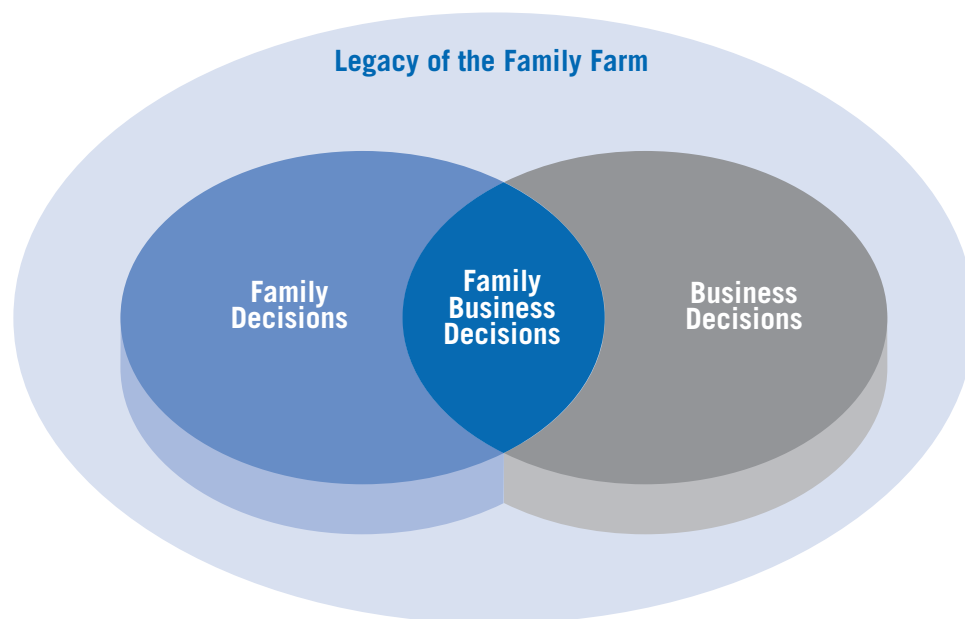 Legacy of the Family Farm
Family
Decisions
Family
Business
Decisions
Business
Decisions